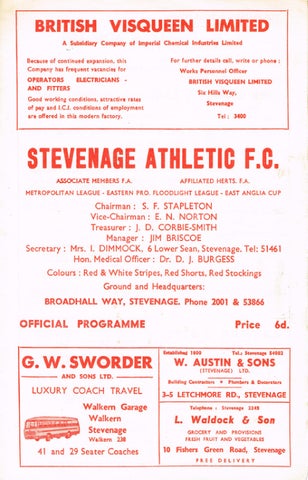 BRITISH VISQUEEN LIMITED
A Subsidiary Company of Imperial Chemical Industries Limited
Because of continued expansion, this
Company has frequent vacancies for
OPERATORS ELECTRICIANS -
AND FITTERS
Good working conditions, attractive rates
of pay and I.C.I. conditions of employment
are offered in this modern factory.
For further details call, write or phone :
Works Personnel Officer
BRITISH VISQUEEN LIMITED
Six Hills Way,
Stevenage
Tel : 3400
STEVENAGE ATHLETIC F.C.
ASSOCIATE MEMBERS F.A. AFFILIATED HERTS. F.A.
METROPOLITAN LEAGUE - EASTERN PRO. FLOODLIGHT LEAGUE - EAST ANGLIA CUP
Chairman : S. F. STAPLETON
Vice-Chairman : E. N. NORTON
Treasurer : J. D. CORBIE-SMITH
Manager : JIM BRISCOE
Secretary : Mrs. I. DIMMOCK, 6 Lower Sean, Stevenage. Tel: 51461
Hon. Medical Officer : Dr. D. J. BURGESS
Colours : Red & White Stripes, Red Shorts, Red Stockings
Ground and Headquarters:
BROADHALL WAY, STEVENAGE. Phone 2001 & 53866
OFFICIAL PROGRAMME Price 6d.
G. W. SWORDER
AND SONS LTD.
LUXURY COACH TRAVEL
Walkern Garage
Walkern
Stevenage
Walkern 238
41 and 29 Seater Coaches
Established 1900 Tel.: Stevenage 54002
W. AUSTIN & SONS
(STEVENAGE) LTD.
Building Contractors • Plumbers & Decorators
3-5 LETCHMORE RD., STEVENAGE
Telephone - Stevenage 2245
L. Waldock & Son
GROCERY AND PROVISIONS
FRESH FRUIT AND VEGETABLES
10 Fishers Green Road, Stevenage
FREE DELIVERY